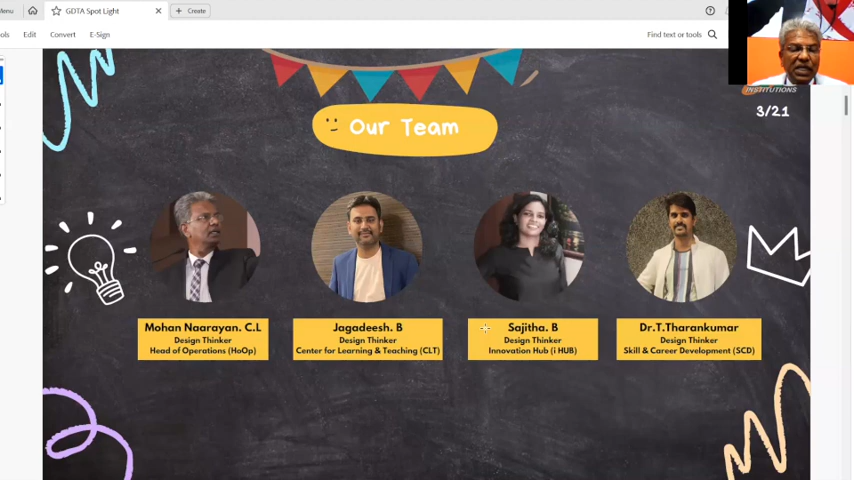 Menu
GDTA Spot Light
Create
ols
Edit
Convert
E-Sign
Find text or tools
INSTITUTIONS
3/21
Our Team
Mohan Naarayan. C.L
Design Thinker
Head of Operations (HoOp)
Jagadeesh. B
Design Thinker
Center for Learning & Teaching (CLT)
Sajitha. B
Design Thinker
Innovation Hub (i HUB)
Dr.T.Tharankumar
Design Thinker
Skill & Career Development (SCD)